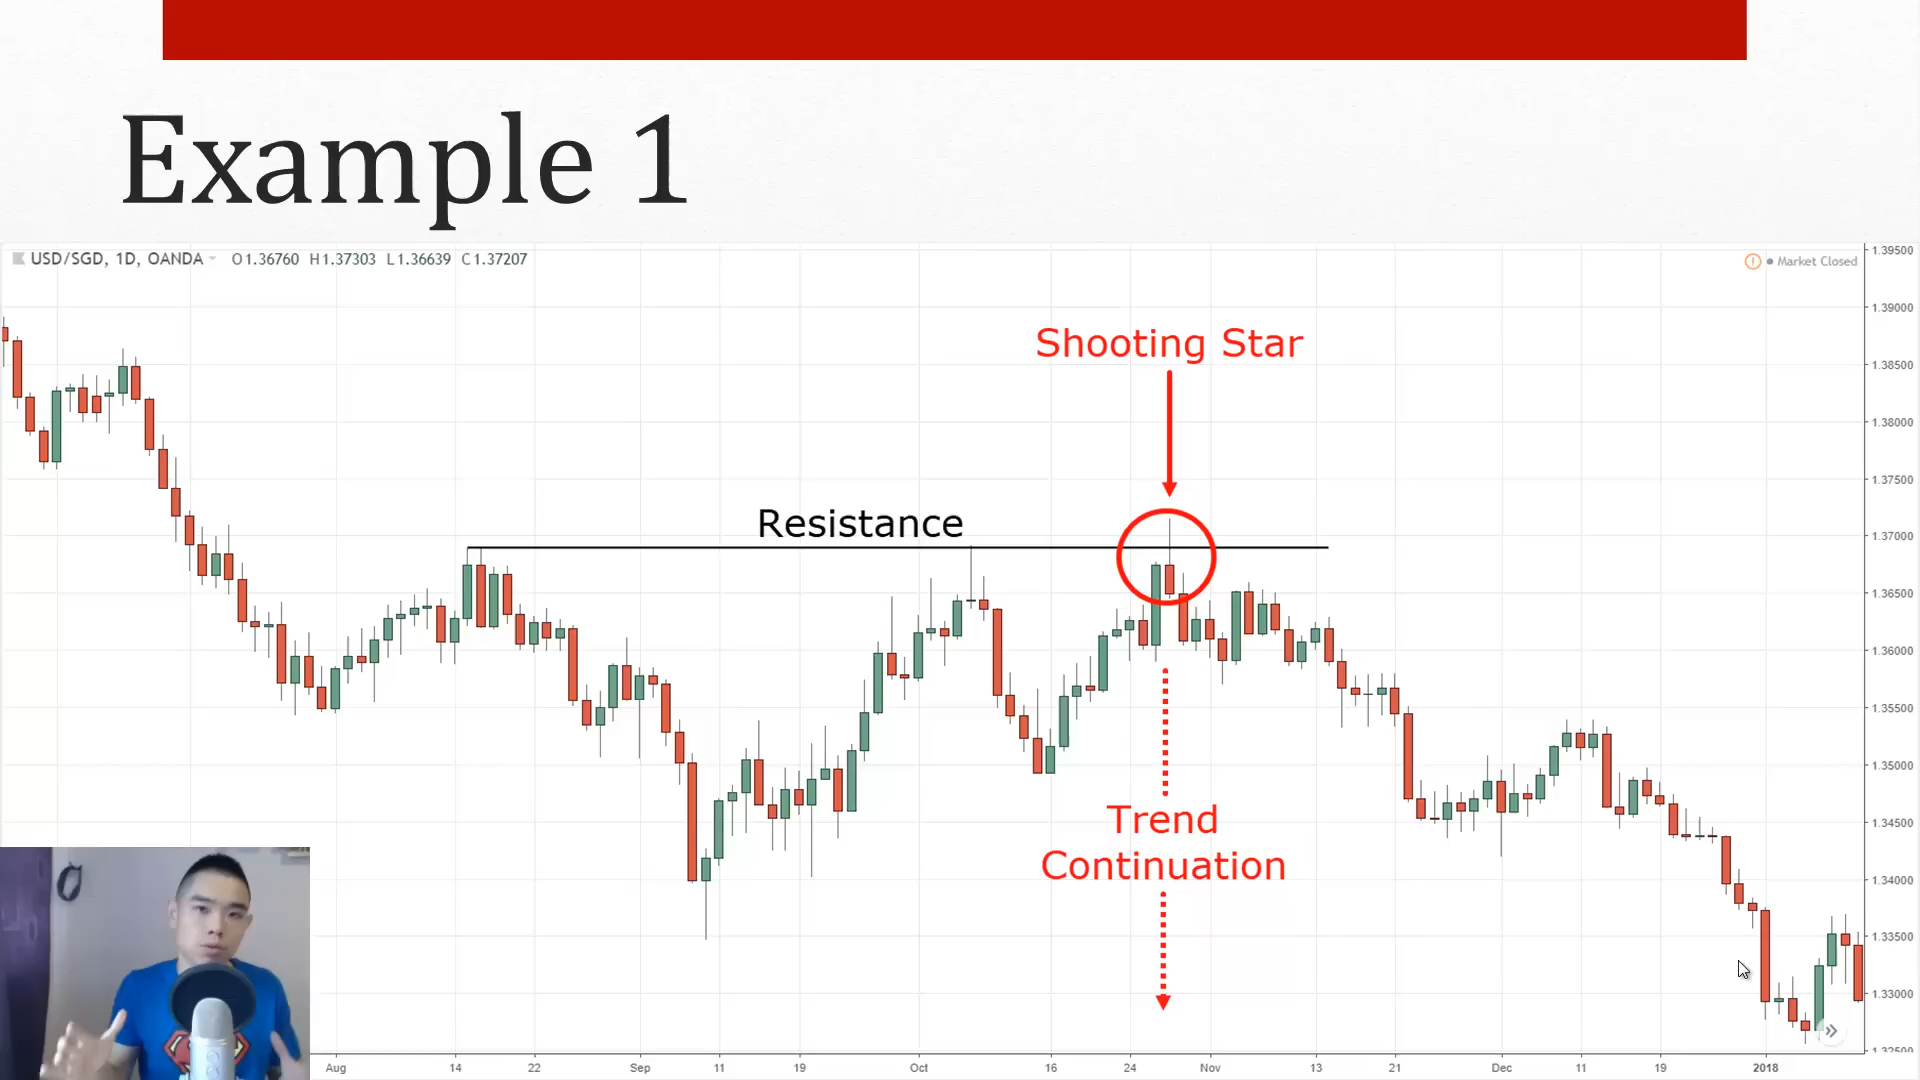 Example 1
USD/SGD, 1D, OANDA O1.36760 H1.37303 L1.36639 C1.37207
Market Closed
1.39500
1.39000
Shooting Star
1.38500
1.38000
1.37500
Resistance
1.37000
1.36500
1.36000
1.35500
1.35000
Trend
Continuation
1.34500
1.34000
1.33500
1.33000
1.32500
Aug 14 22 Sep 11 19 Oct 16 24 Nov 13 21 Dec 11 19 2018